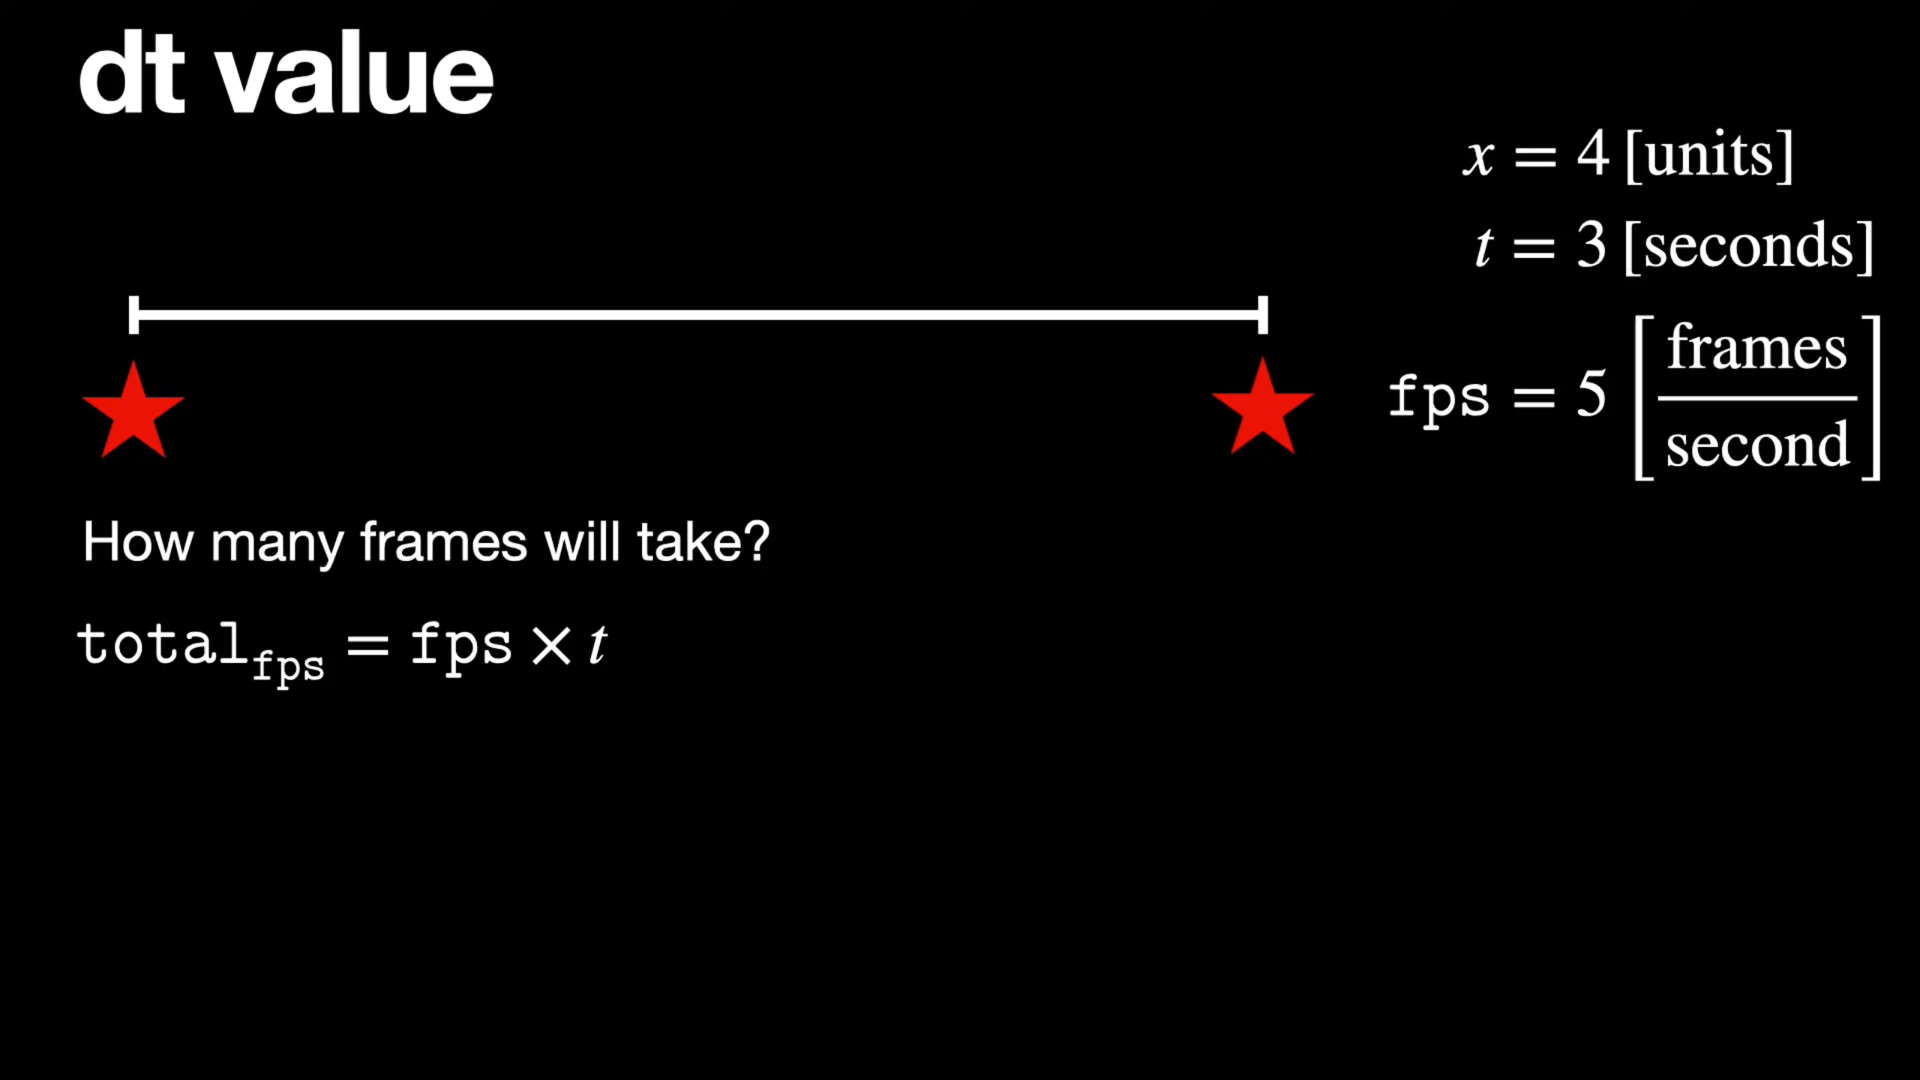 dt value
x = 4 [units]
t = 3 [seconds]
fps = 5 [frames/second]
How many frames will take?
total_fps = fps × t